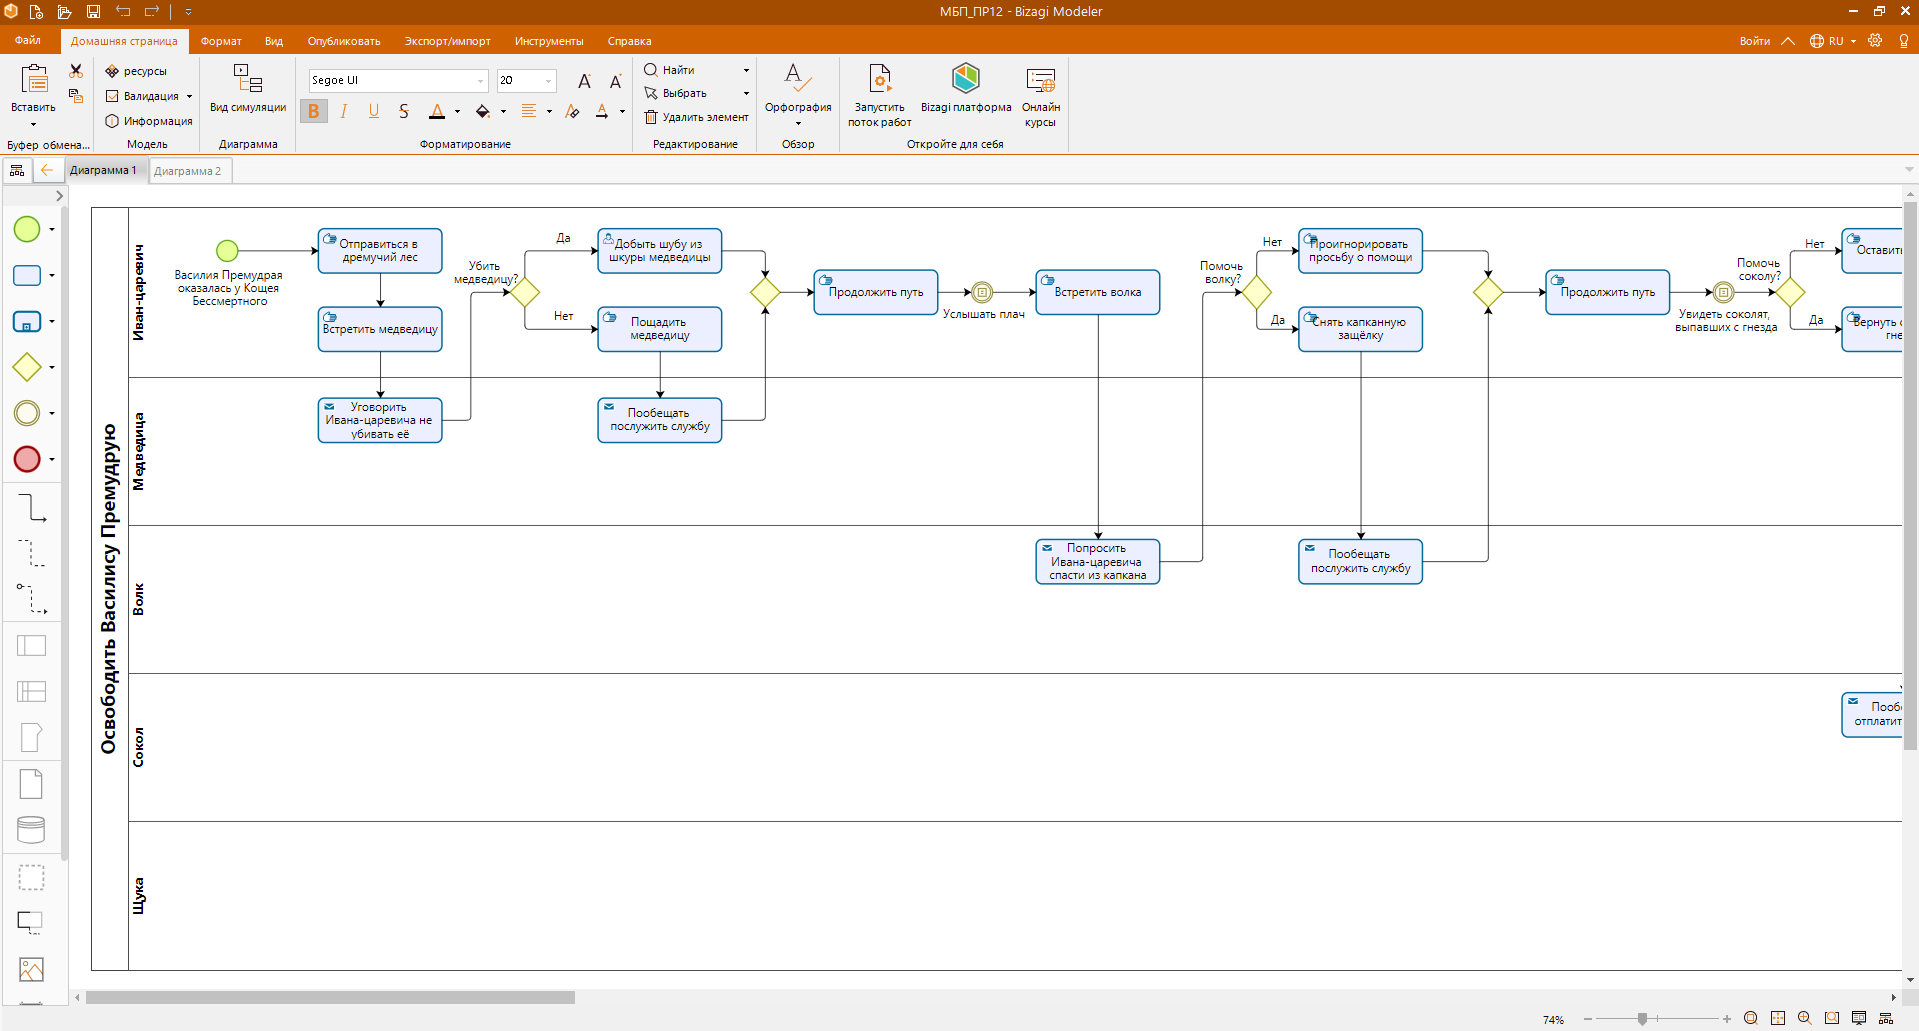 МБП_ПР12 - Bizagi Modeler
Файл
Домашняя страница
Формат
Вид
Опубликовать
Экспорт/импорт
Инструменты
Справка
Войти
RU
Вставить
Буфер обмена...
ресурсы
Валидация
Информация
Модель
Вид симуляции
Диаграмма
Segoe UI
20
B I U S
Форматирование
Найти
Выбрать
Удалить элемент
Редактирование
Орфография
Обзор
Запустить
поток работ
Bizagi платформа
Онлайн
курсы
Откройте для себя
Диаграмма 1
Диаграмма 2
Освободить Василису Премудрую
Иван-царевич
Василия Премудрая
оказалась у Кощея
Бессмертного
Отправиться в
дремучий лес
Встретить медведицу
Убить
медведицу?
Да
Нет
Добыть шубу из
шкуры медведицы
Пощадить
медведицу
Продолжить путь
Услышать плач
Встретить волка
Помочь
волку?
Нет
Да
Проигнорировать
просьбу о помощи
Снять капканную
защёлку
Продолжить путь
Увидеть соколят,
выпавших с гнезда
Помочь
соколу?
Нет
Да
Оставить
Вернуть
гне
Медведица
Уговорить
Ивана-царевича не
убивать её
Пообещать
послужить службу
Волк
Попросить
Ивана-царевича
спасти из капкана
Пообещать
послужить службу
Сокол
Пооб
отплатит
Щука
74%